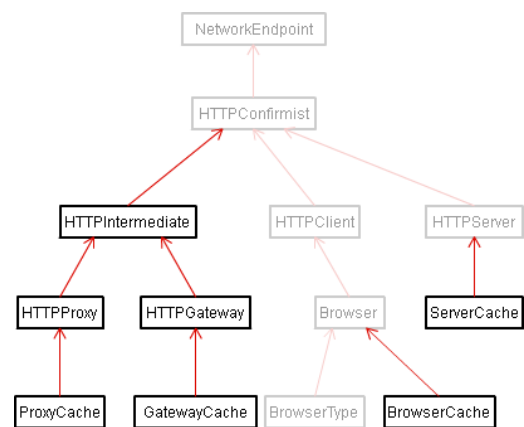 NetworkEndpoint
HTTPConfirmist
HTTPIntermediate
HTTPClient
HTTPServer
HTTPProxy
HTTPGateway
Browser
ServerCache
ProxyCache
GatewayCache
BrowserType
BrowserCache